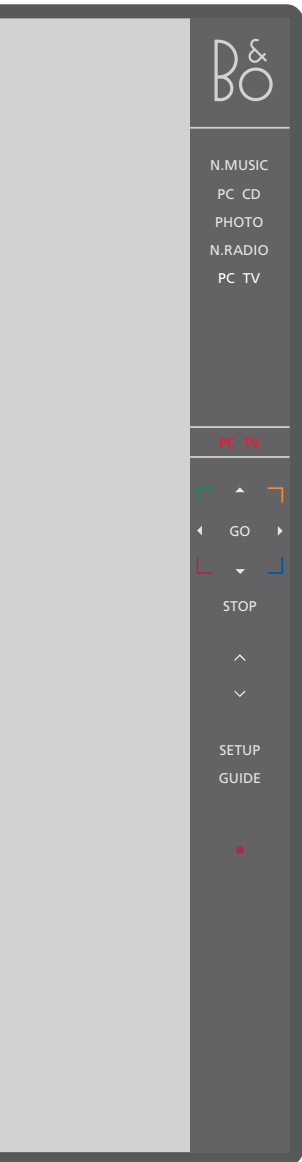 B&O
N.MUSIC
PC CD
PHOTO
N.RADIO
PC TV
PC TV
GO
STOP
SETUP
GUIDE